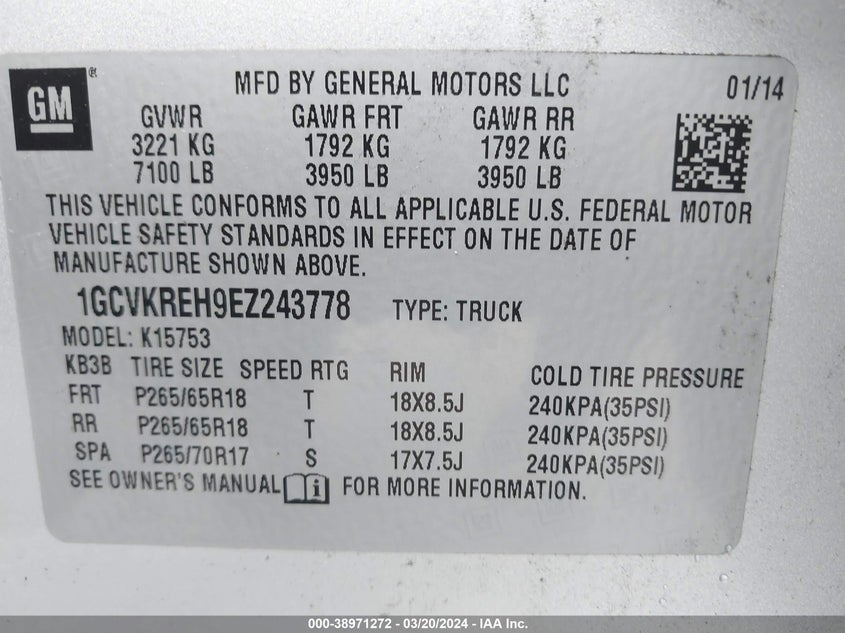 GM ® MFD BY GENERAL MOTORS LLC 01/14
GVWR GAWR FRT GAWR RR
3221 KG 1792 KG 1792 KG
7100 LB 3950 LB 3950 LB
THIS VEHICLE CONFORMS TO ALL APPLICABLE U.S. FEDERAL MOTOR
VEHICLE SAFETY STANDARDS IN EFFECT ON THE DATE OF
MANUFACTURE SHOWN ABOVE.
1GCVKREH9EZ243778 TYPE: TRUCK
MODEL: K15753
KB3B TIRE SIZE SPEED RTG RIM COLD TIRE PRESSURE
FRT P265/65R18 T 18X8.5J 240KPA(35PSI)
RR P265/65R18 T 18X8.5J 240KPA(35PSI)
SPA P265/70R17 S 17X7.5J 240KPA(35PSI)
SEE OWNER'S MANUAL i FOR MORE INFORMATION.
000-38971272 - 03/20/2024 - IAA Inc.